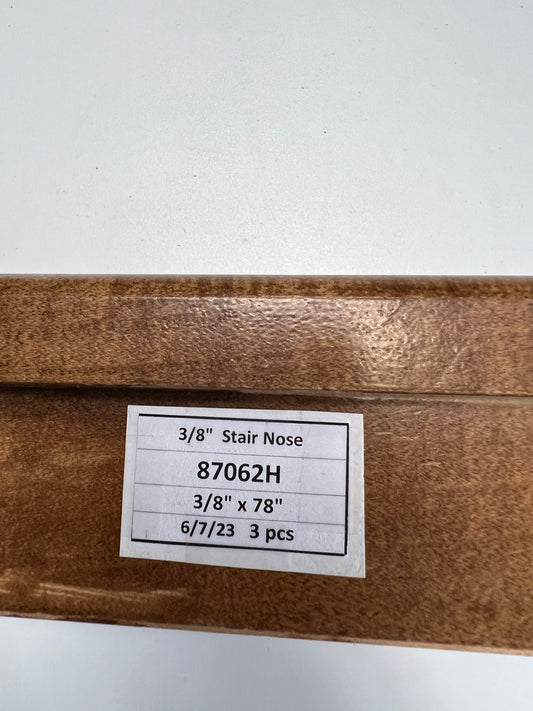 3/8" Stair Nose
87062H
3/8" x 78"
6/7/23 3 pcs